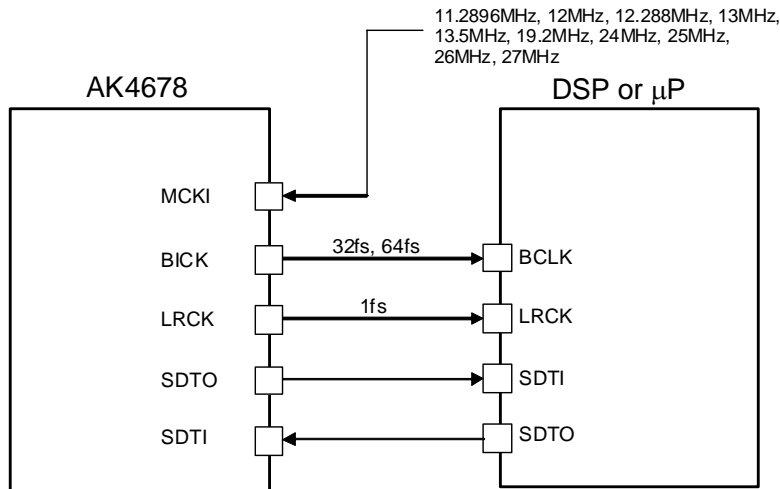 11.2896MHz, 12MHz, 12.288MHz, 13MHz,
13.5MHz, 19.2MHz, 24MHz, 25MHz,
26MHz, 27MHz
AK4678
DSP or μP
MCKI
BICK
32fs, 64fs
BCLK
LRCK
1fs
LRCK
SDTO
SDTI
SDTI
SDTO